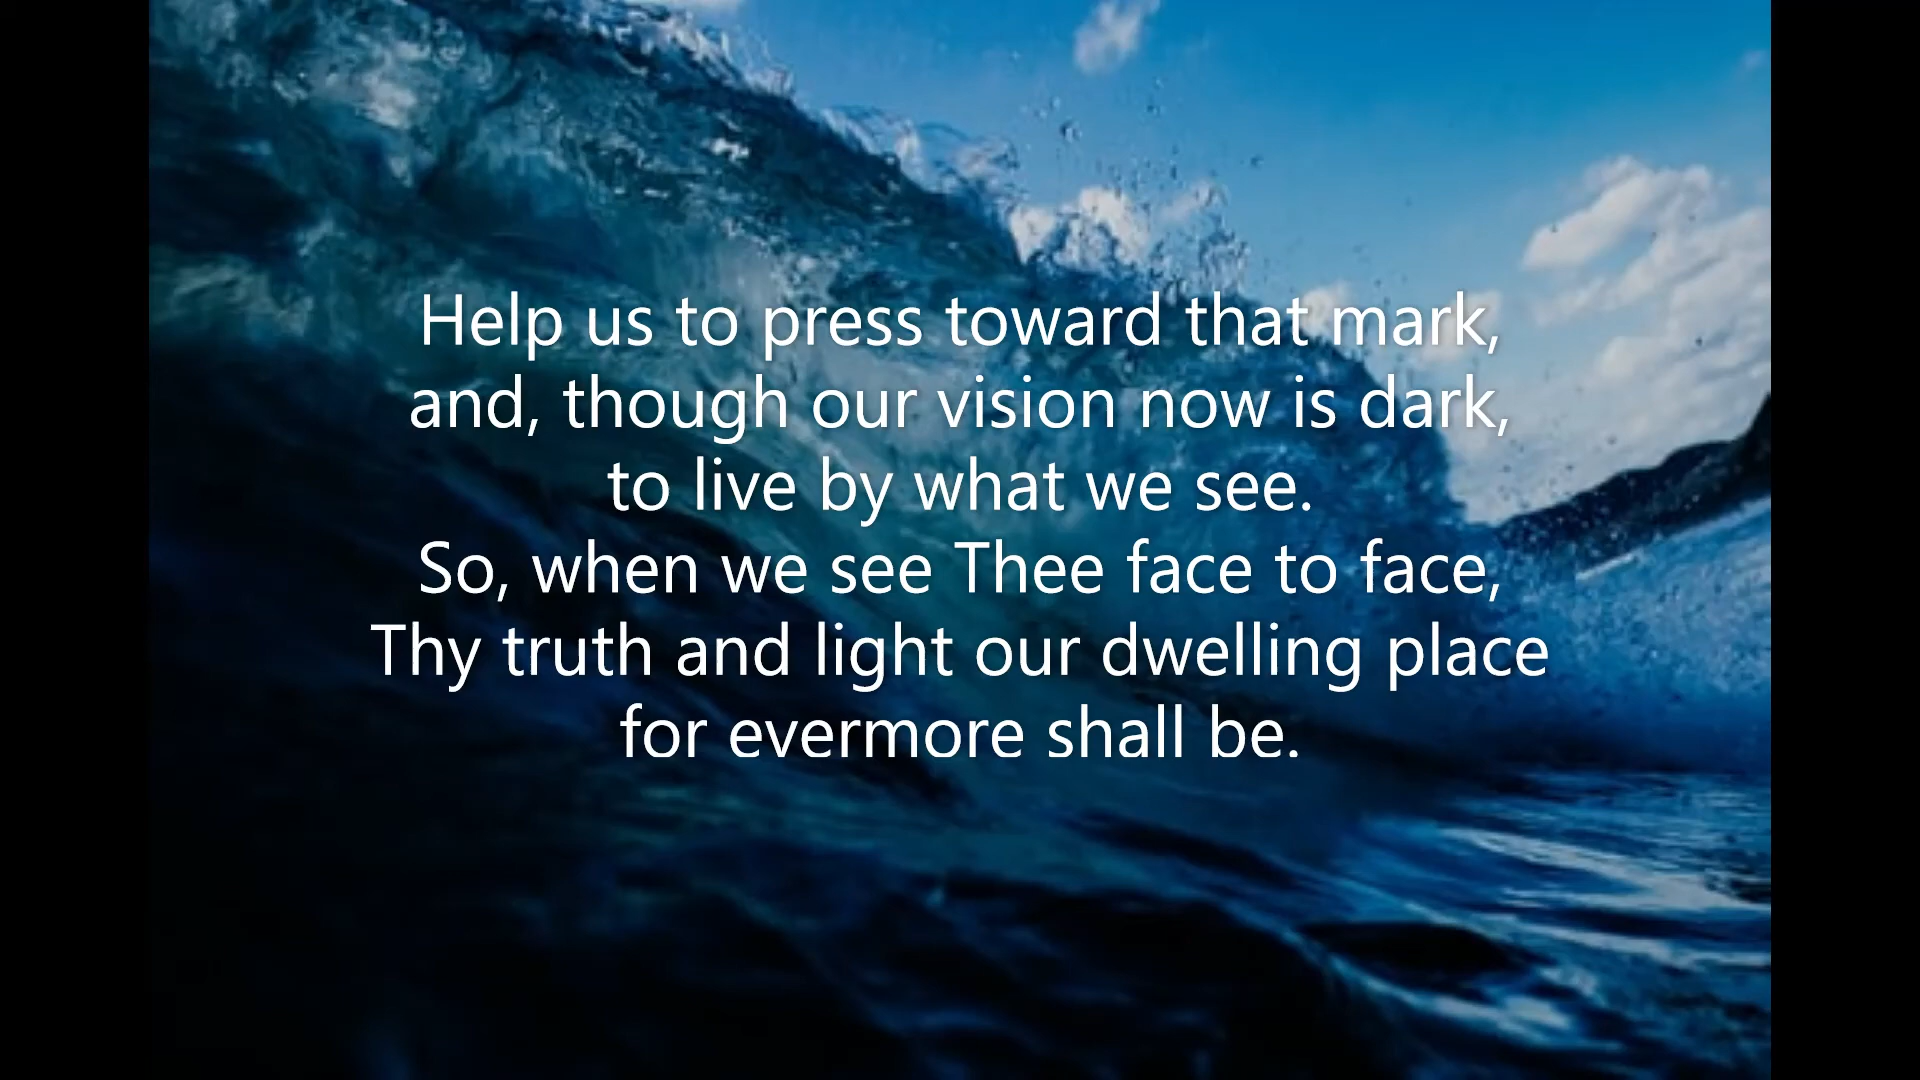 Help us to press toward that mark,
and, though our vision now is dark,
to live by what we see.
So, when we see Thee face to face,
Thy truth and light our dwelling place
for evermore shall be.